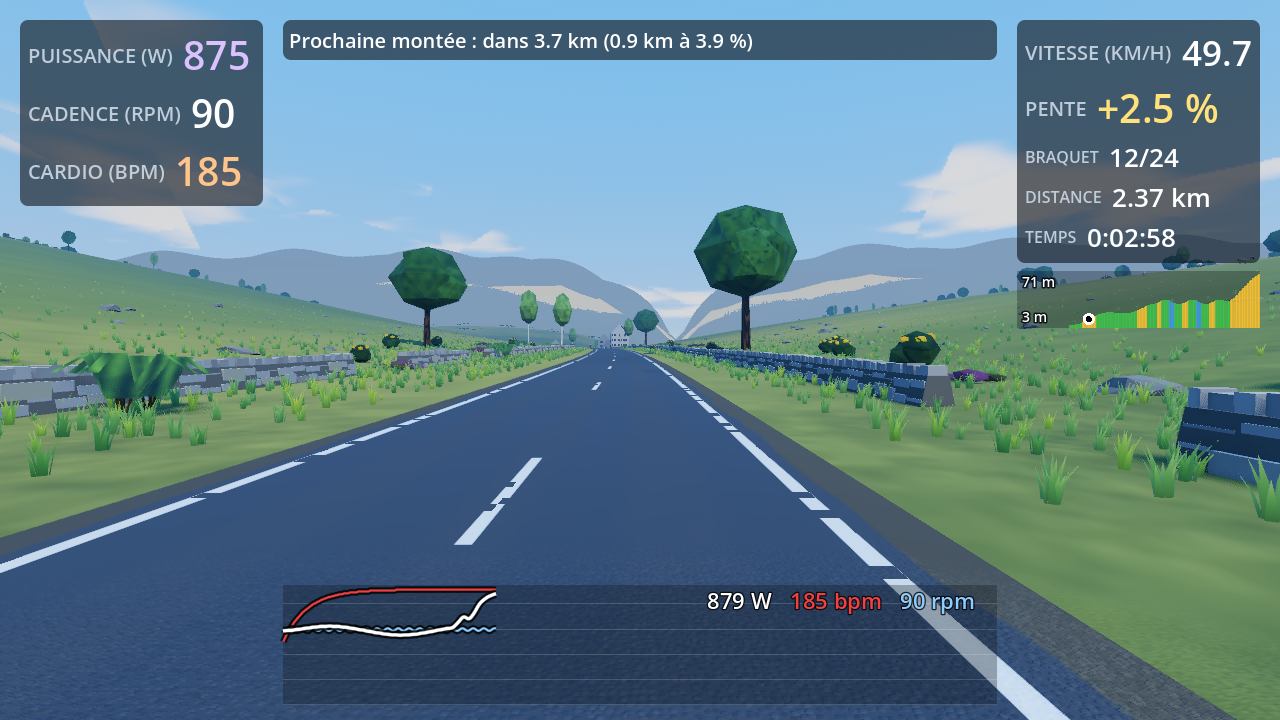 PUISSANCE (W) 875
CADENCE (RPM) 90
CARDIO (BPM) 185
Prochaine montée : dans 3.7 km (0.9 km à 3.9 %)
VITESSE (KM/H) 49.7
PENTE +2.5 %
BRAQUET 12/24
DISTANCE 2.37 km
TEMPS 0:02:58
71 m
3 m
879 W 185 bpm 90 rpm